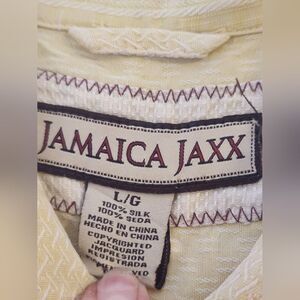 JAMAICA JAXX
L/G
100% SILK
100% SEDA
MADE IN CHINA
HECHO EN CHINA
COPYRIGHTED
JACQUARD
IMPRESION
REGISTRADA